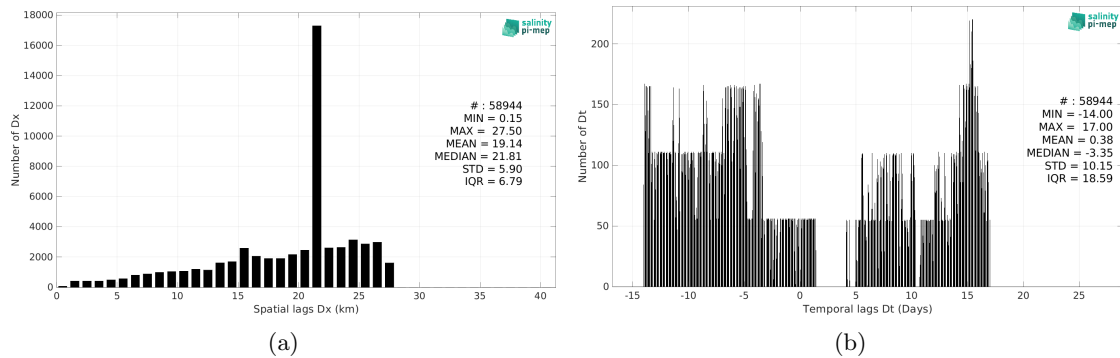 18000
16000
14000
12000
10000
8000
6000
4000
2000
0
Number of Dx
salinity
pi-mep
# : 58944
MIN = 0.15
MAX = 27.50
MEAN = 19.14
MEDIAN = 21.81
STD = 5.90
IQR = 6.79
0 5 10 15 20 25 30 35 40
Spatial lags Dx (km)
(a)
200
150
100
50
0
Number of Dt
salinity
pi-mep
# : 58944
MIN = -14.00
MAX = 17.00
MEAN = 0.38
MEDIAN = -3.35
STD = 10.15
IQR = 18.59
-15 -10 -5 0 5 10 15 20 25
Temporal lags Dt (Days)
(b)